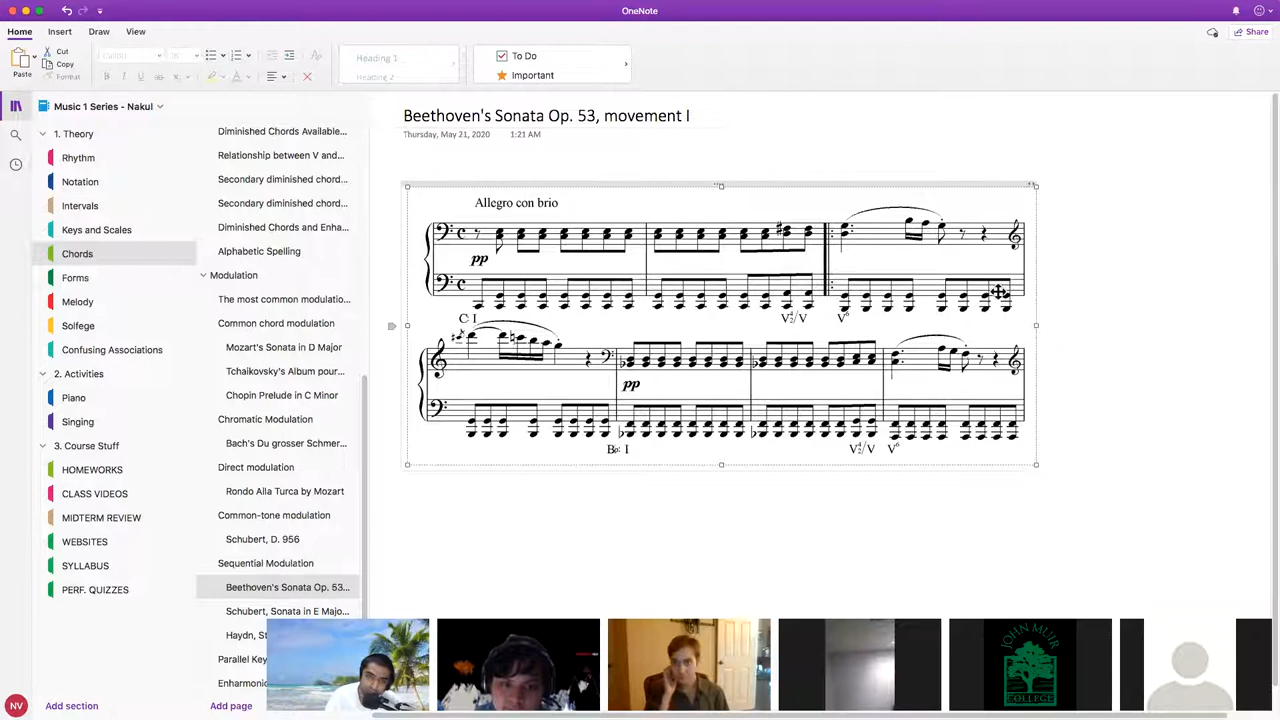 OneNote
Home Insert Draw View
Share
Paste
Cut
Copy
Format
Heading 1
Heading 2
To Do
Important
Music 1 Series - Nakul
1. Theory
Rhythm
Notation
Intervals
Keya and Scales
Chords
Forms
Melody
Solfege
Confusing Associations
2. Activities
Piano
Singing
3. Course Stuff
HOMEWORKS
CLASS VIDEOS
MIDTERM REVIEW
WEBSITES
SYLLABUS
PERF. QUIZZES
NV
Add section
Diminished Chords Available...
Relationship between V and...
Secondary diminished chord...
Secondary diminished chord...
Diminished Chords and Enha...
Alphabetic Spelling
Modulation
The most common modulatio...
Common chord modulation
Mozart's Sonata in D Major
Tchaikovsky's Album pour...
Chopin Prelude in C Minor
Chromatic Modulation
Bach's Du grosser Schmer...
Direct modulation
Rondo Alla Turca by Mozart
Common-tone modulation
Schubert, D. 956
Sequential Modulation
Beethoven's Sonata Op. 53...
Schubert, Sonata in E Majo...
Haydn, St
Parallel Key
Enharmonic
Add page
Beethoven's Sonata Op. 53, movement I
Thursday, May 21, 2020 1:21 AM
Allegro con brio
pp
C: I V4/2/V V6
pp
B♭: I V4/2/V V6
JOHN MUIR
COLLEGE